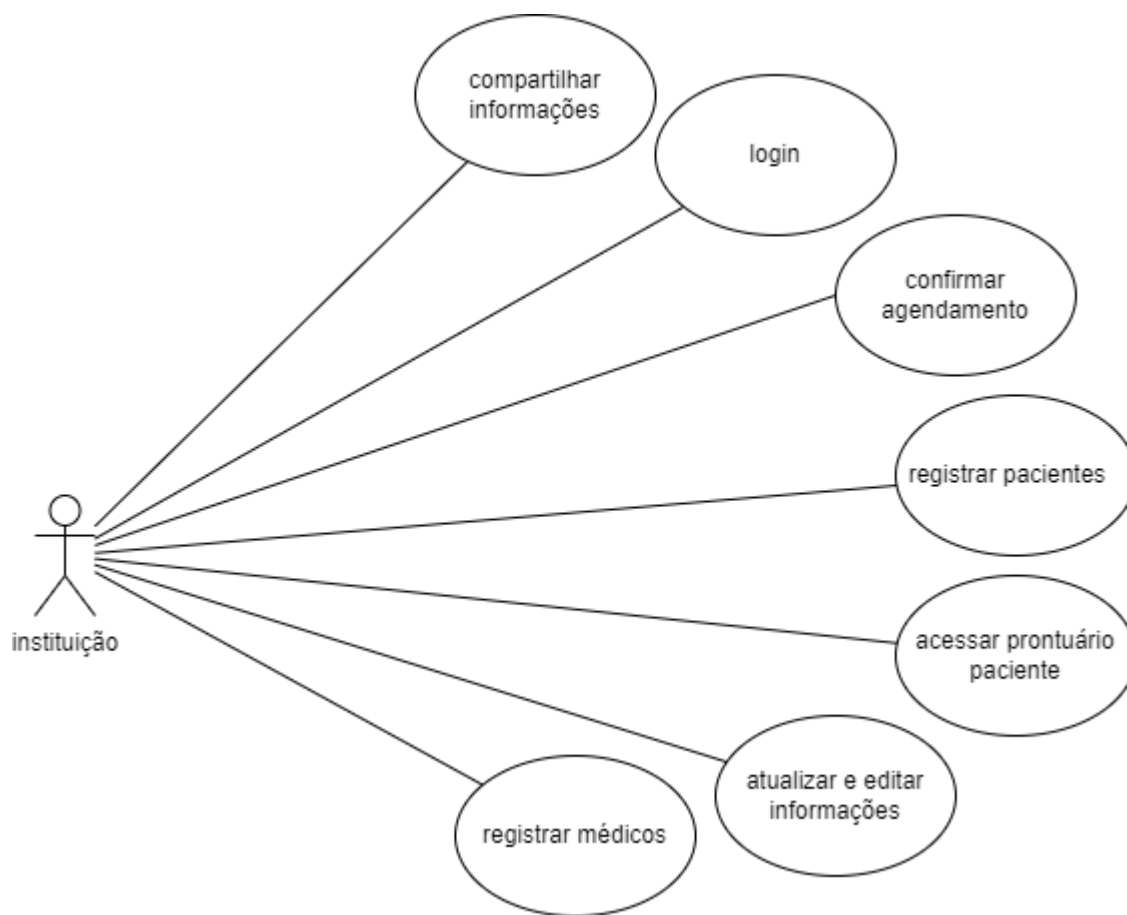 compartilhar
informações
login
confirmar
agendamento
registrar pacientes
instituição
acessar prontuário
paciente
atualizar e editar
informações
registrar médicos